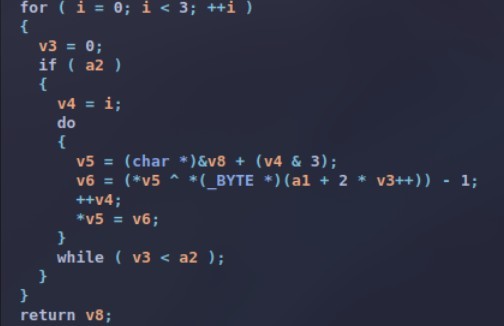 for ( i = 0; i < 3; ++i )
{
v3 = 0;
if ( a2 )
{
v4 = i;
do
{
v5 = (char *)&v8 + (v4 & 3);
v6 = (*v5 ^ *(_BYTE *)(a1 + 2 * v3++)) - 1;
++v4;
*v5 = v6;
}
while ( v3 < a2 );
}
}
return v8;